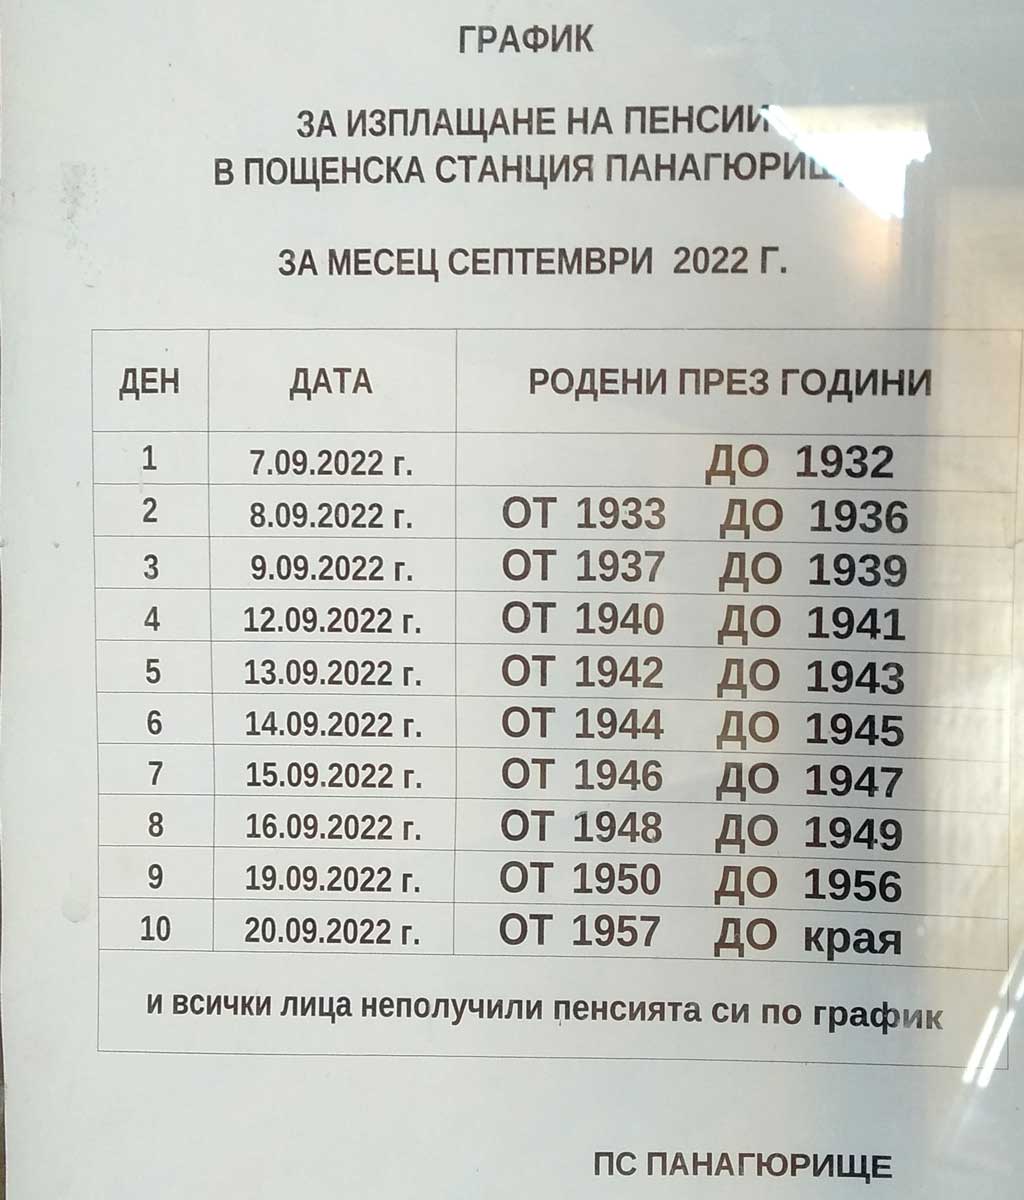 ГРАФИК
ЗА ИЗПЛАЩАНЕ НА ПЕНСИИ
В ПОЩЕНСКА СТАНЦИЯ
ЗА МЕСЕЦ СЕПТЕМВРИ 2022 Г.
ДЕН ДАТА РОДЕНИ ПРЕЗ ГОДИНИ
1 7.09.2022 г. ДО 1932
2 8.09.2022 г. ОТ 1933 ДО 1936
3 9.09.2022 г. ОТ 1937 ДО 1939
4 12.09.2022 г. ОТ 1940 ДО 1941
5 13.09.2022 г. ОТ 1942 ДО 1943
6 14.09.2022 г. ОТ 1944 ДО 1945
7 15.09.2022 г. ОТ 1946 ДО 1947
8 16.09.2022 г. ОТ 1948 ДО 1949
9 19.09.2022 г. ОТ 1950 ДО 1956
10 20.09.2022 г. ОТ 1957 ДО края
и всички лица неполучили пенсията си по график
ПС ПАНАГЮРИЩЕ